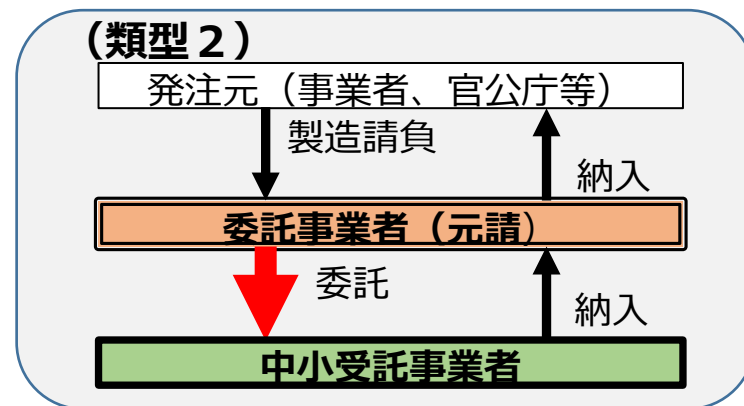 （類型２）
発注元（事業者、官公庁等）
製造請負
納入
委託事業者（元請）
委託
納入
中小受託事業者